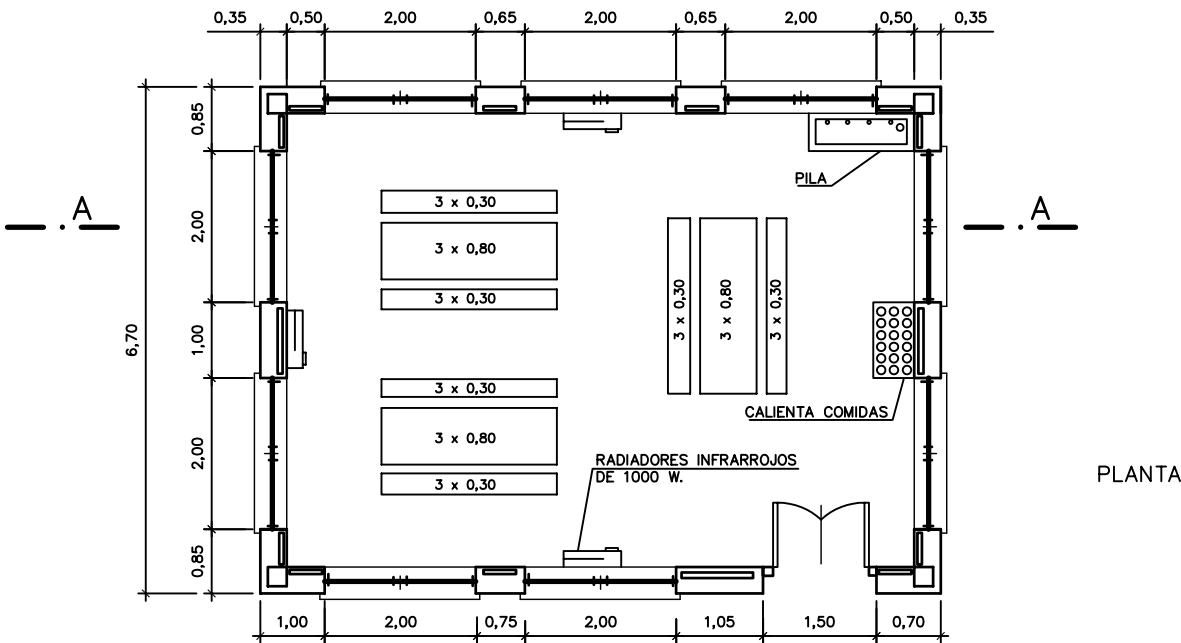 0,35 0,50 2,00 0,65 2,00 0,65 2,00 0,50 0,35
0,85
PILA
A
A
3 x 0,30
2,00
3 x 0,80
3 x 0,30
3 x 0,30
3 x 0,80
3 x 0,30
6,70
1,00
3 x 0,30
CALIENTA COMIDAS
3 x 0,80
2,00
RADIADORES INFRARROJOS
DE 1000 W.
3 x 0,30
PLANTA
0,85
1,00 2,00 0,75 2,00 1,05 1,50 0,70